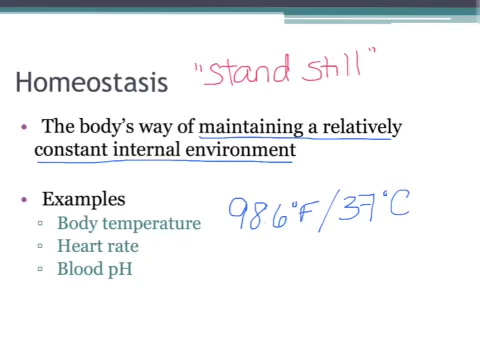 "stand still"
Homeostasis
• The body's way of maintaining a relatively
constant internal environment
• Examples
▫ Body temperature
▫ Heart rate
▫ Blood pH
98.6°F/37°C